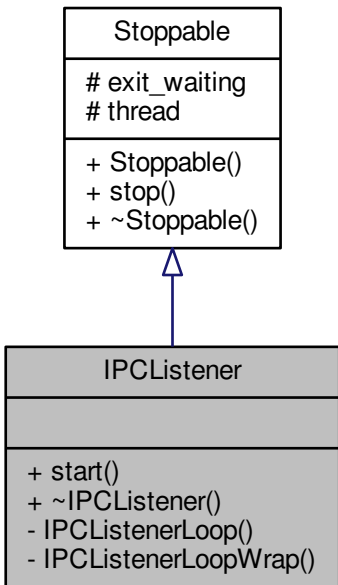 Stoppable
# exit_waiting
# thread
+ Stoppable()
+ stop()
+ ~Stoppable()
IPCListener
+ start()
+ ~IPCListener()
- IPCListenerLoop()
- IPCListenerLoopWrap()